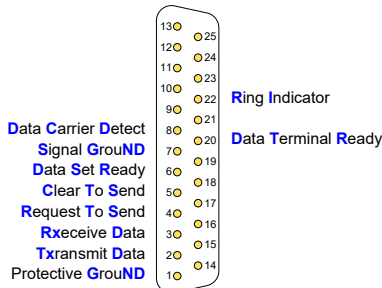 13
25
12
24
11
23
10
22 Ring Indicator
9
21
Data Carrier Detect 8
20 Data Terminal Ready
Signal GrouND 7
19
Data Set Ready 6
18
Clear To Send 5
17
Request To Send 4
16
Rxeceive Data 3
15
Txransmit Data 2
14
Protective GrouND 1